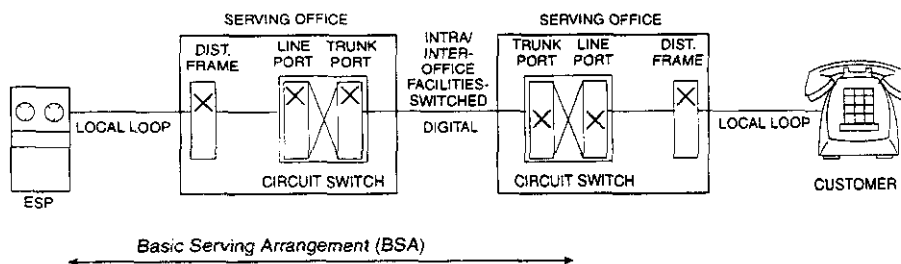 SERVING OFFICE
SERVING OFFICE
DIST.
FRAME
LINE
PORT
TRUNK
PORT
INTRA/
INTER-
OFFICE
FACILITIES-
SWITCHED
DIGITAL
TRUNK
PORT
LINE
PORT
DIST.
FRAME
LOCAL LOOP
LOCAL LOOP
CIRCUIT SWITCH
CIRCUIT SWITCH
ESP
CUSTOMER
Basic Serving Arrangement (BSA)